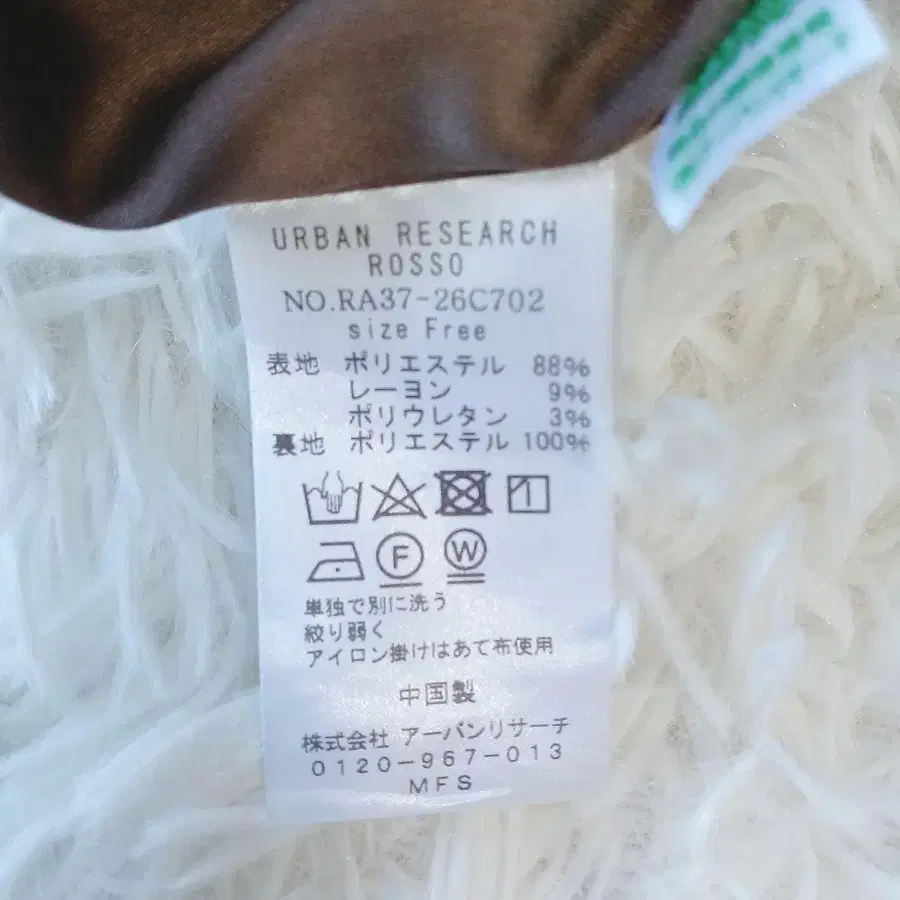 URBAN RESEARCH
ROSSO
NO.RA37-26C702
size Free
表地 ポリエステル 88%
レーヨン 9%
ポリウレタン 3%
裏地 ポリエステル 100%
F W
単独で別に洗う
絞り弱く
アイロン掛けはあて布使用
中国製
株式会社 アーバンリサーチ
0120-967-013
MFS